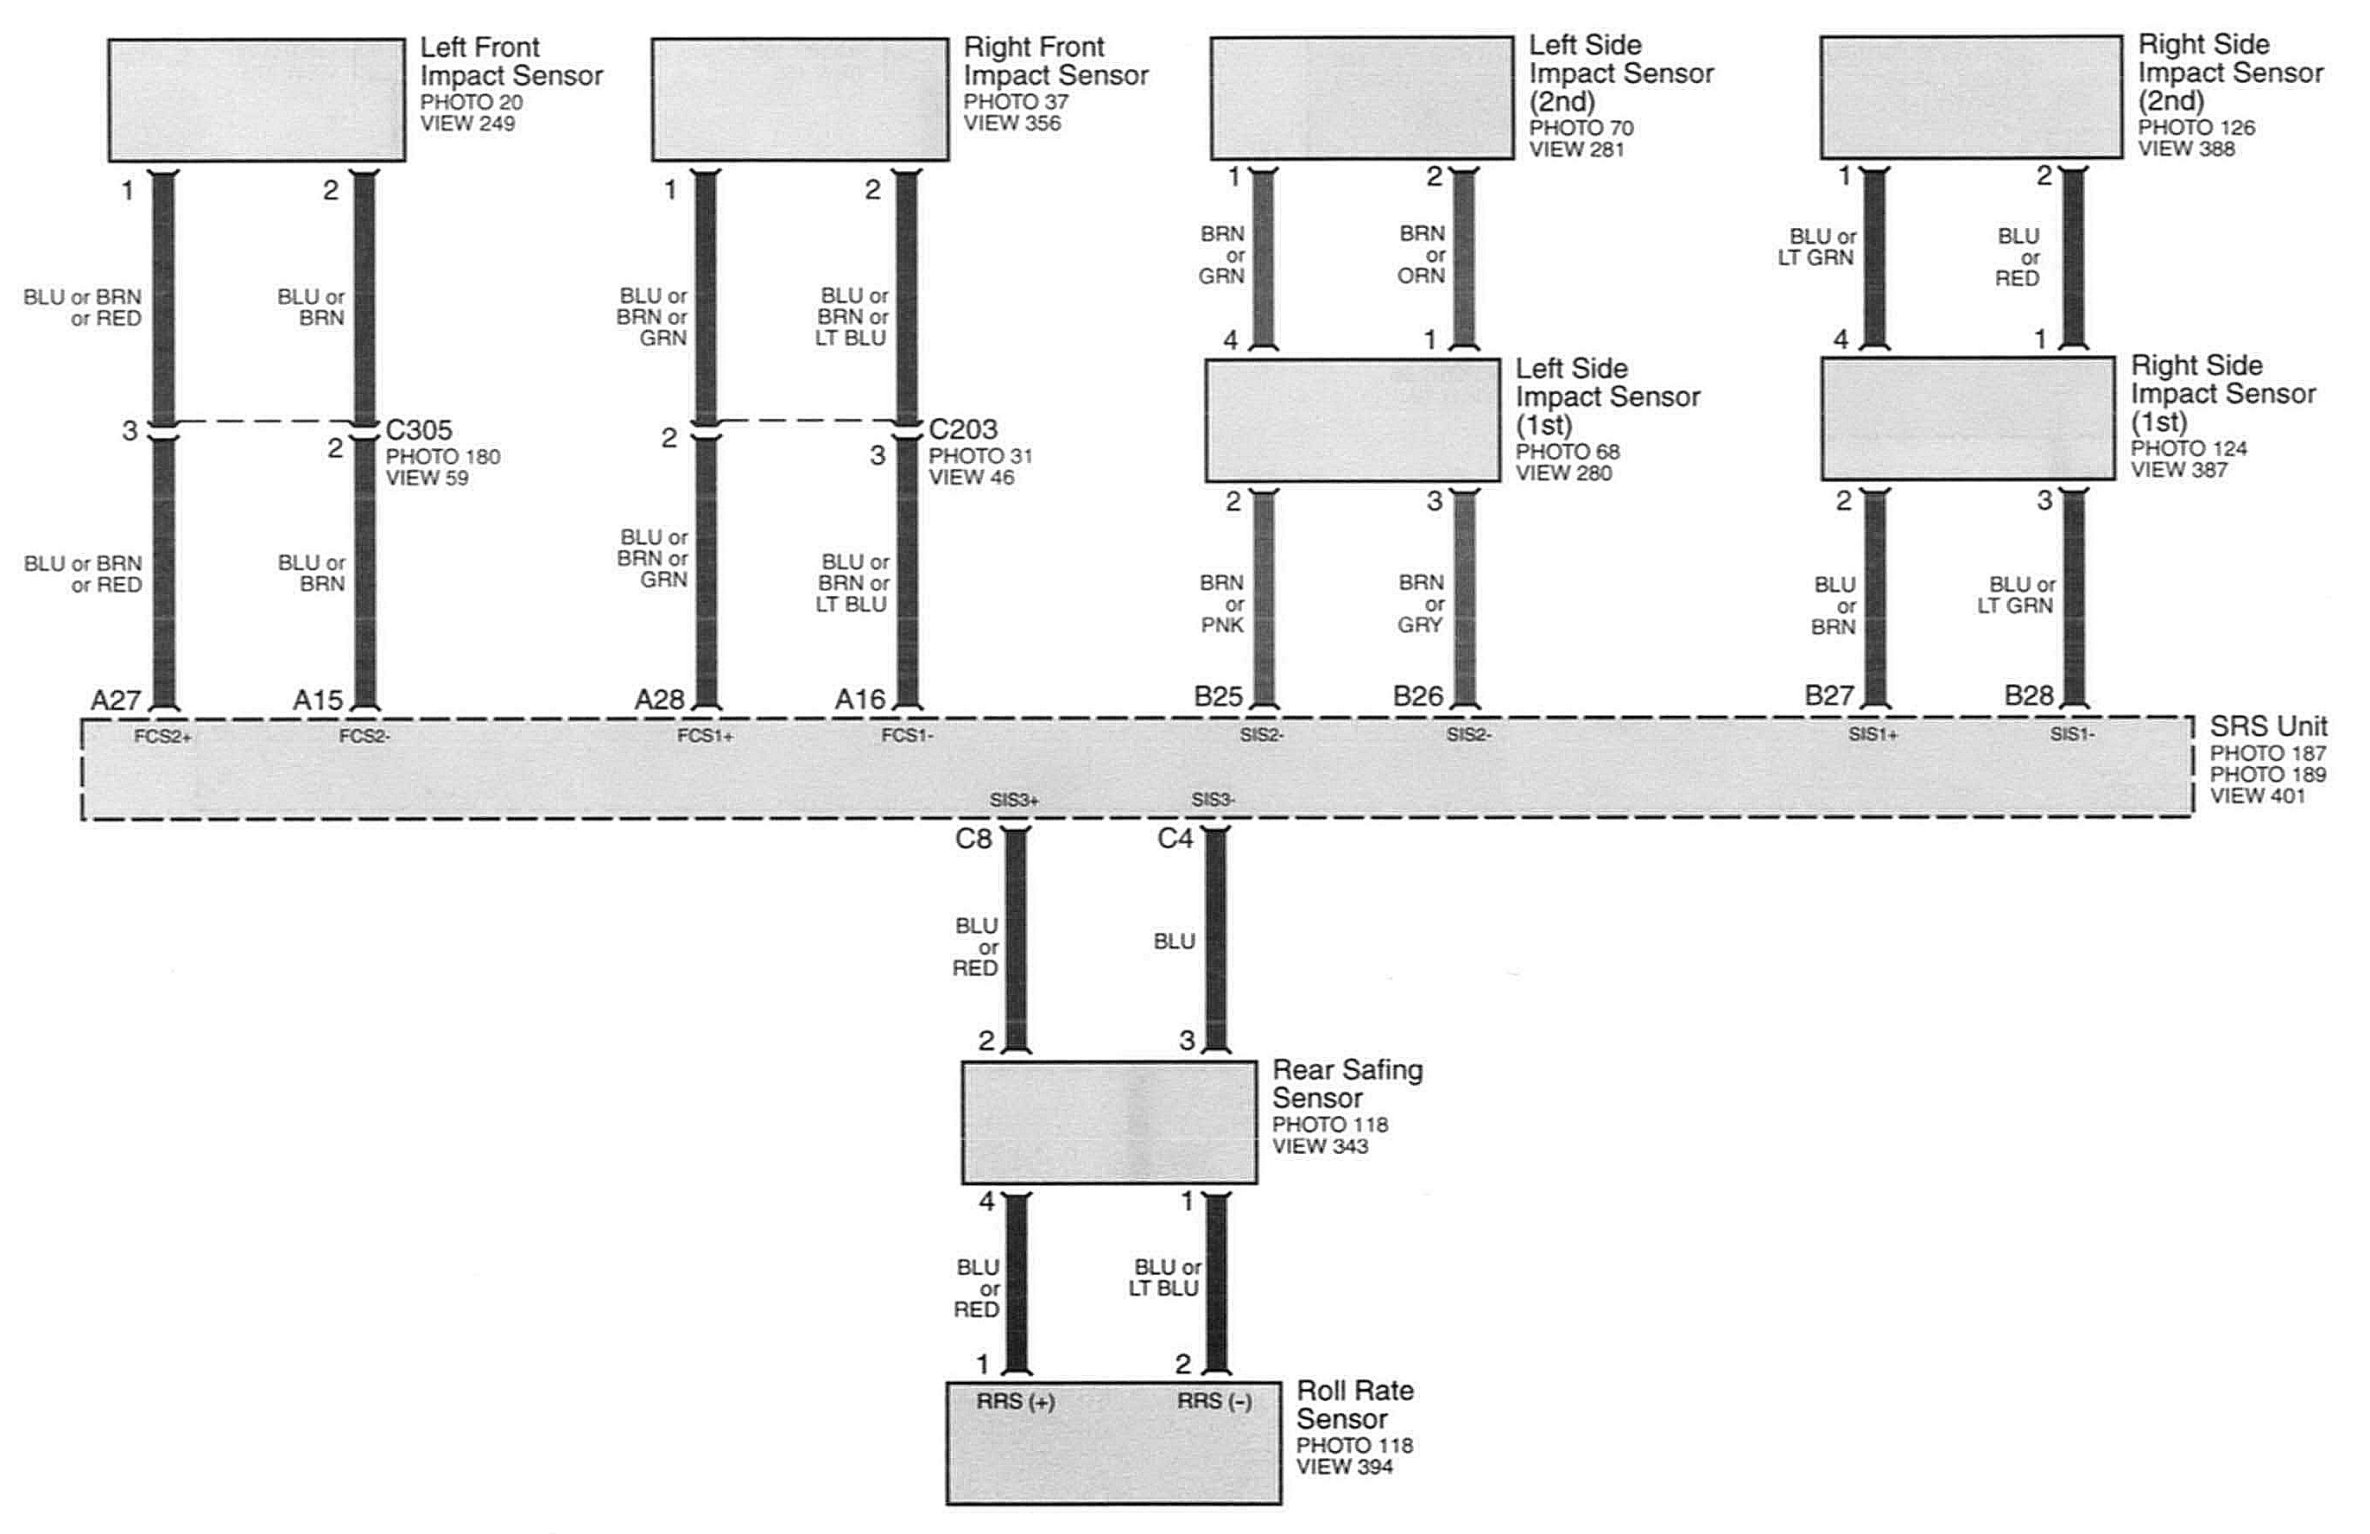 Left Front
Impact Sensor
PHOTO 20
VIEW 249
Right Front
Impact Sensor
PHOTO 37
VIEW 356
Left Side
Impact Sensor
(2nd)
PHOTO 70
VIEW 281
Right Side
Impact Sensor
(2nd)
PHOTO 126
VIEW 388
1
2
1
2
1
2
1
2
BLU or BRN
or RED
BLU or
BRN
BLU or
BRN or
GRN
BLU or
BRN or
LT BLU
BRN
or
GRN
BRN
or
ORN
BLU or
LT GRN
BLU
or
RED
4
1
4
1
Left Side
Impact Sensor
(1st)
PHOTO 68
VIEW 280
Right Side
Impact Sensor
(1st)
PHOTO 124
VIEW 387
3
2
C305
PHOTO 180
VIEW 59
2
3
C203
PHOTO 31
VIEW 46
2
3
2
3
BLU or BRN
or RED
BLU or
BRN
BLU or
BRN or
GRN
BLU or
BRN or
LT BLU
BRN
or
PNK
BRN
or
GRY
BLU
or
BRN
BLU or
LT GRN
A27
A15
A28
A16
B25
B26
B27
B28
FCS2+
FCS2-
FCS1+
FCS1-
SIS2-
SIS2-
SIS1+
SIS1-
SRS Unit
PHOTO 187
PHOTO 189
VIEW 401
SIS3+
SIS3-
C8
C4
BLU
or
RED
BLU
2
3
Rear Safing
Sensor
PHOTO 118
VIEW 343
4
1
BLU
or
RED
BLU or
LT BLU
1
2
RRS (+)
RRS (–)
Roll Rate
Sensor
PHOTO 118
VIEW 394